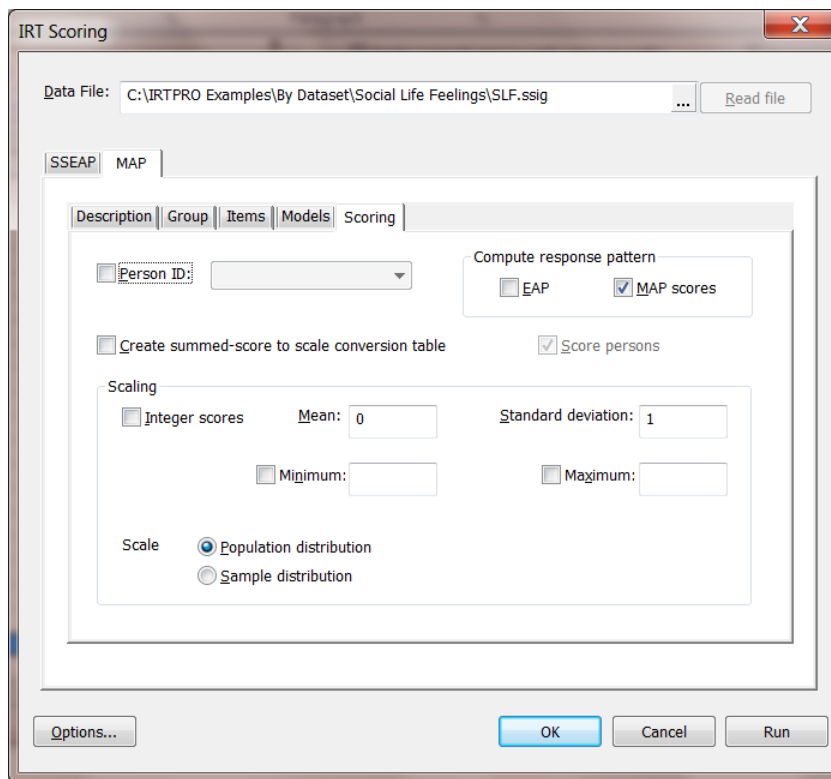 IRT Scoring
Data File: C:\IRTPRO Examples\By Dataset\Social Life Feelings\SLF.ssig ... Read file
SSEAP MAP
Description Group Items Models Scoring
Person ID: Compute response pattern
EAP MAP scores
Create summed-score to scale conversion table Score persons
Scaling
Integer scores Mean: 0 Standard deviation: 1
Minimum: Maximum:
Scale Population distribution
Sample distribution
Options... OK Cancel Run